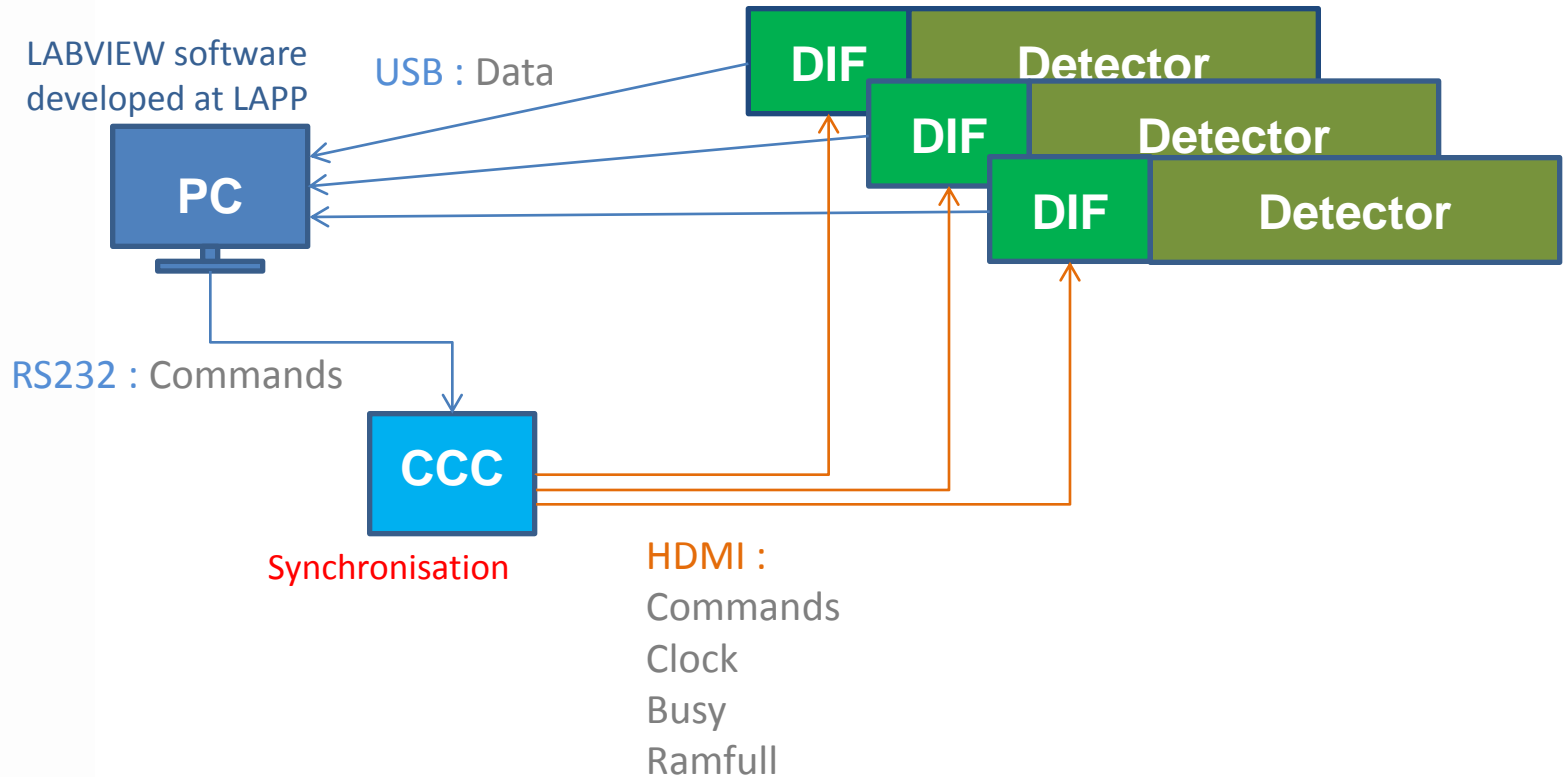 LABVIEW software
developed at LAPP
USB : Data
DIF Detector
DIF Detector
DIF Detector
PC
RS232 : Commands
CCC
Synchronisation
HDMI :
Commands
Clock
Busy
Ramfull